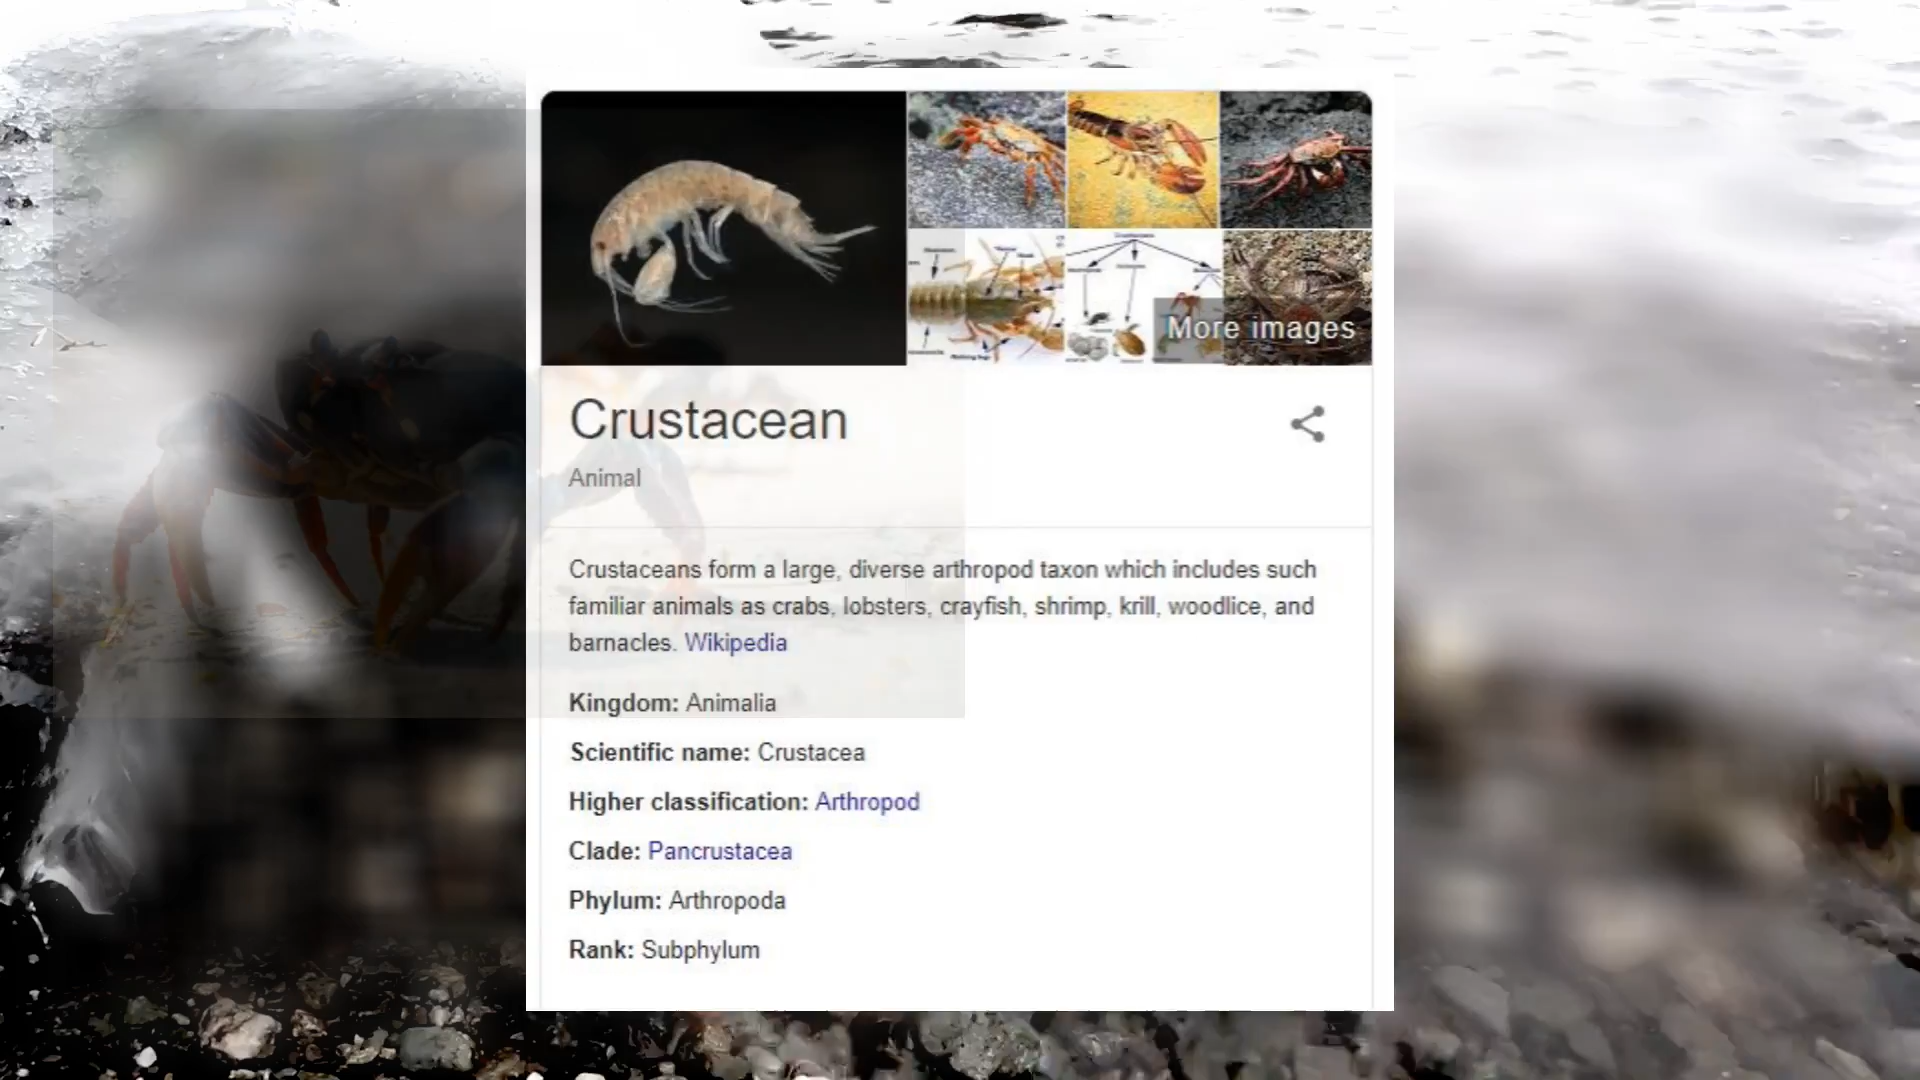 More images
Crustacean
Animal
Crustaceans form a large, diverse arthropod taxon which includes such
familiar animals as crabs, lobsters, crayfish, shrimp, krill, woodlice, and
barnacles. Wikipedia
Kingdom: Animalia
Scientific name: Crustacea
Higher classification: Arthropod
Clade: Pancrustacea
Phylum: Arthropoda
Rank: Subphylum